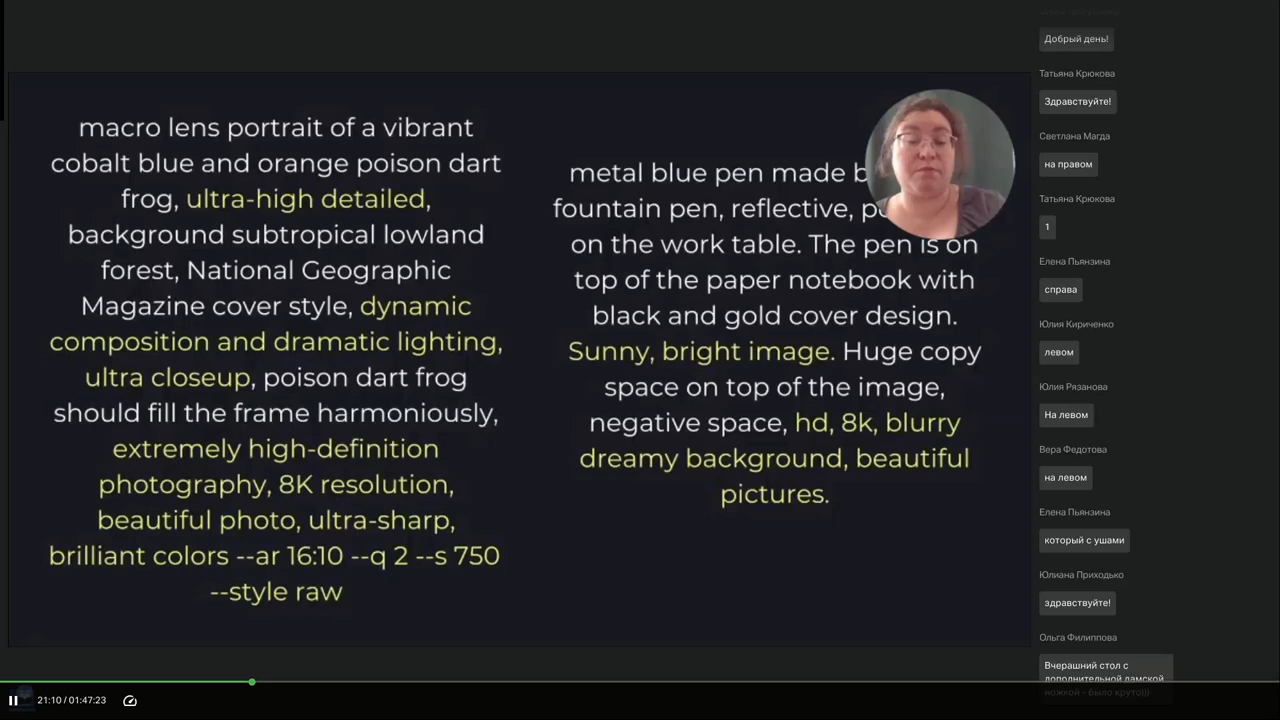 macro lens portrait of a vibrant
cobalt blue and orange poison dart
frog, ultra-high detailed,
background subtropical lowland
forest, National Geographic
Magazine cover style, dynamic
composition and dramatic lighting,
ultra closeup, poison dart frog
should fill the frame harmoniously,
extremely high-definition
photography, 8K resolution,
beautiful photo, ultra-sharp,
brilliant colors --ar 16:10 --q 2 --s 750
--style raw
metal blue pen made
fountain pen, reflective,
on the work table. The pen is on
top of the paper notebook with
black and gold cover design.
Sunny, bright image. Huge copy
space on top of the image,
negative space, hd, 8k, blurry
dreamy background, beautiful
pictures.
Добрый день!
Татьяна Крюкова
Здравствуйте!
Светлана Магда
на правом
Татьяна Крюкова
1
Елена Пьянзина
справа
Юлия Кириченко
левом
Юлия Рязанова
На левом
Вера Федотова
на левом
Елена Пьянзина
который с ушами
Юлиана Приходько
здравствуйте!
Ольга Филиппова
Вчерашний стол с
дополнительной дамской
ножкой - было круто)))
21:10 / 01:47:23